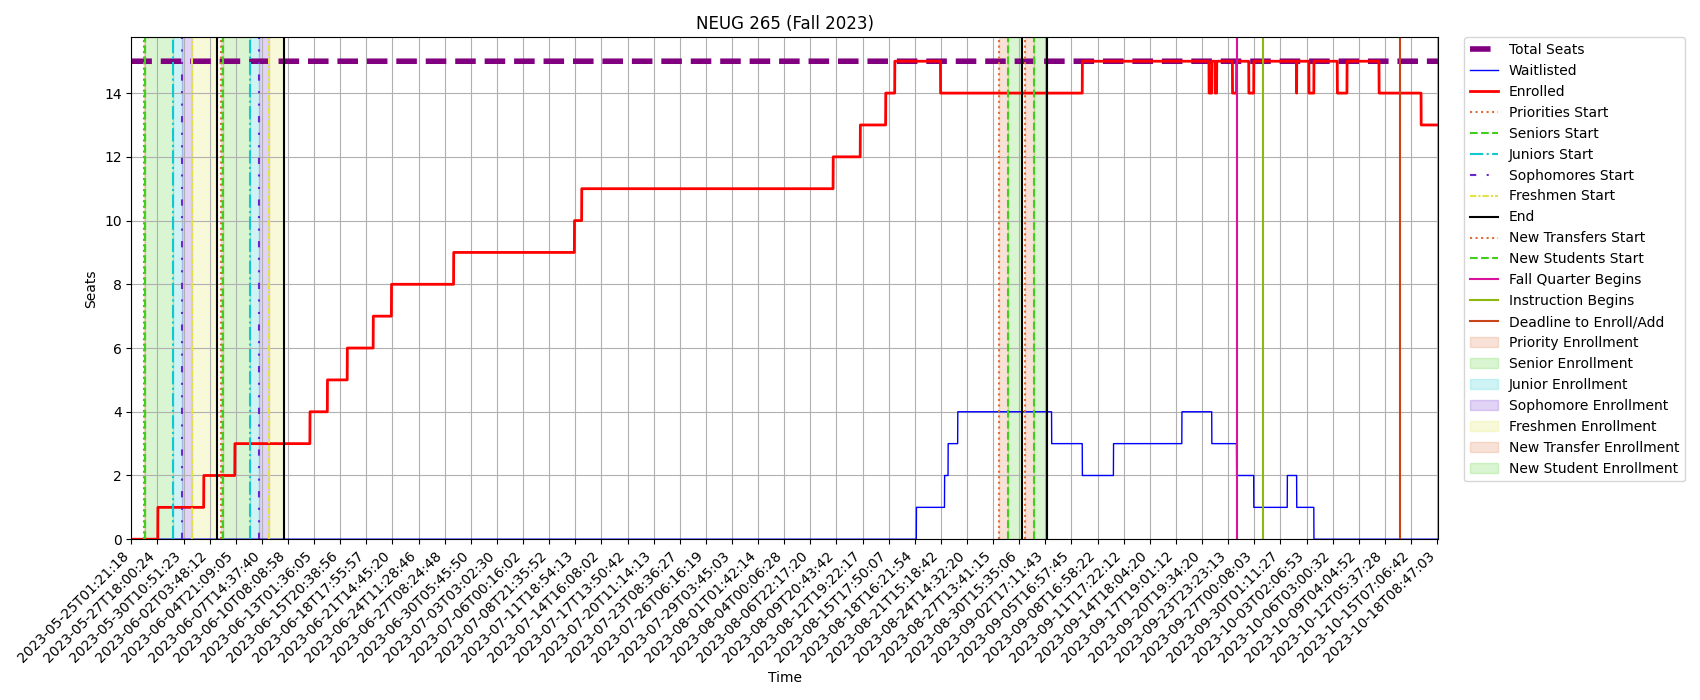 NEUG 265 (Fall 2023)
Seats
14
12
10
8
6
4
2
0
2023-05-25T01:21:18
2023-05-27T18:00:24
2023-05-30T10:51:23
2023-06-02T03:48:12
2023-06-04T21:09:05
2023-06-07T14:37:40
2023-06-10T08:08:58
2023-06-13T01:36:05
2023-06-15T20:38:56
2023-06-18T17:55:57
2023-06-21T14:45:20
2023-06-24T11:28:46
2023-06-27T08:24:48
2023-06-30T05:45:50
2023-07-03T03:02:30
2023-07-06T00:16:02
2023-07-08T21:35:52
2023-07-11T18:54:13
2023-07-14T16:08:02
2023-07-17T13:50:42
2023-07-20T11:14:13
2023-07-23T08:36:27
2023-07-26T06:16:19
2023-07-29T03:45:03
2023-08-01T01:42:14
2023-08-04T00:06:28
2023-08-06T22:17:20
2023-08-09T20:43:42
2023-08-12T19:22:17
2023-08-15T17:50:07
2023-08-18T16:21:54
2023-08-21T15:18:42
2023-08-24T14:32:20
2023-08-27T13:41:15
2023-08-30T15:35:06
2023-09-02T17:11:43
2023-09-05T16:57:45
2023-09-08T16:58:22
2023-09-11T17:22:12
2023-09-14T18:04:20
2023-09-17T19:01:12
2023-09-20T19:34:20
2023-09-23T23:23:13
2023-09-27T00:08:03
2023-09-30T01:11:27
2023-10-03T02:06:53
2023-10-06T03:00:32
2023-10-09T04:04:52
2023-10-12T05:37:28
2023-10-15T07:06:42
2023-10-18T08:47:03
Time
Total Seats
Waitlisted
Enrolled
Priorities Start
Seniors Start
Juniors Start
Sophomores Start
Freshmen Start
End
New Transfers Start
New Students Start
Fall Quarter Begins
Instruction Begins
Deadline to Enroll/Add
Priority Enrollment
Senior Enrollment
Junior Enrollment
Sophomore Enrollment
Freshmen Enrollment
New Transfer Enrollment
New Student Enrollment